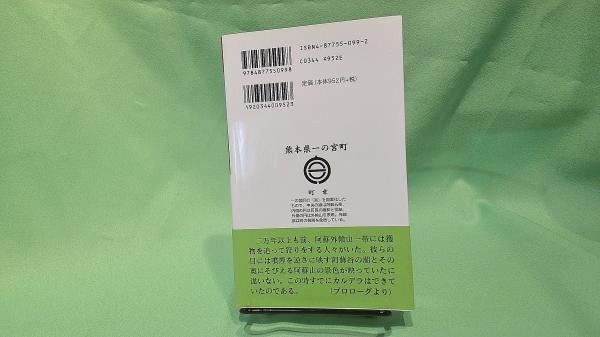 ISBN4-87755-099-2
C0344 ¥952E
定価(本体952円+税)
9784877550998
1920344009523
熊本県一の宮町
町章
二万年以上も前、阿蘇外輪山一帯には獲
物を追って狩りをする人々がいた。彼らの
目には噴煙を逆さに映す阿蘇谷の湖とその
奥にそびえる阿蘇山の景色が映っていたに
違いない。この時すでにカルデラはできて
いたのである。
(プロローグより)